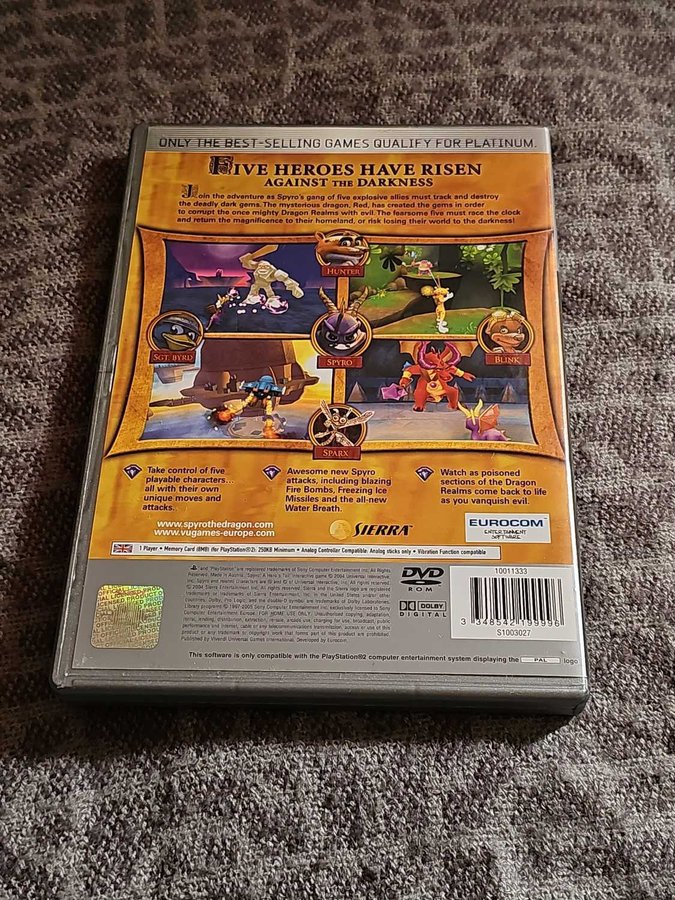 ONLY THE BEST-SELLING GAMES QUALIFY FOR PLATINUM.
FIVE HEROES HAVE RISEN
AGAINST THE DARKNESS
Join the adventure as Spyro's gang of five explosive allies must track and destroy
the deadly dark gems. The mysterious dragon, Red, has created the gems in order
to corrupt the once mighty Dragon Realms with evil. The fearsome five must race the clock
and return the magnificence to their homeland, or risk losing their world to the darkness!
HUNTER
SGT. BYRD
SPYRO
BLINK
SPARX
Take control of five
playable characters...
all with their own
unique moves and
attacks.
Awesome new Spyro
attacks, including blazing
Fire Bombs, Freezing Ice
Missiles and the all-new
Water Breath.
Watch as poisoned
sections of the Dragon
Realms come back to life
as you vanquish evil.
www.spyrothedragon.com
www.vugames-europe.com
SIERRA
EUROCOM
ENTERTAINMENT
SOFTWARE
1 Player • Memory Card (8MB) (for PlayStation®2): 250KB Minimum • Analog Controller Compatible: Analog sticks only • Vibration Function compatible
DVD
ROM
DOLBY
DIGITAL
10011333
3 348542 199996
S1003027
This software is only compatible with the PlayStation®2 computer entertainment system displaying the PAL logo